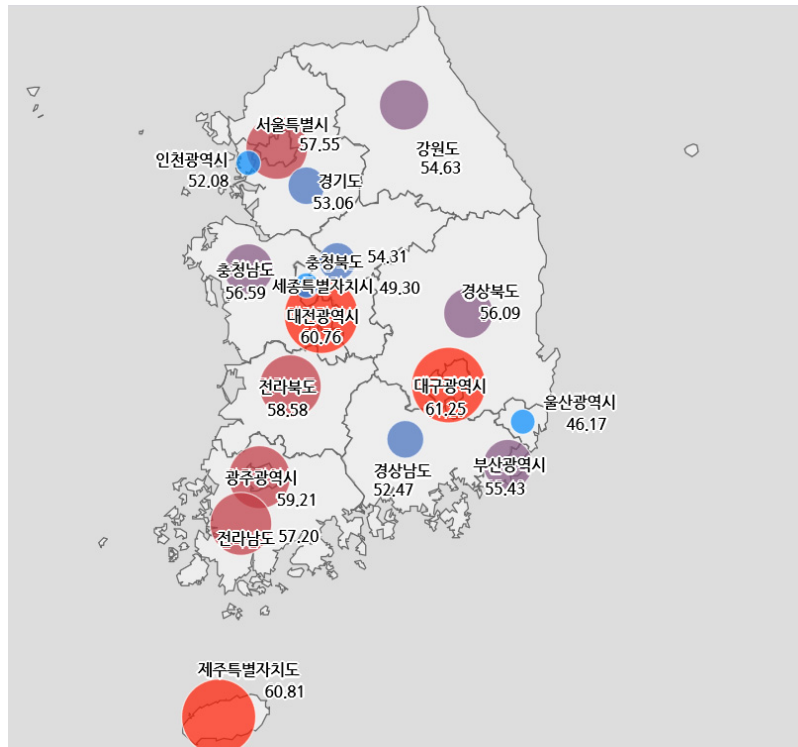 서울특별시
57.55
강원도
54.63
인천광역시
52.08
경기도
53.06
충청북도 54.31
충청남도
56.59
세종특별자치시 49.30
대전광역시
60.76
경상북도
56.09
전라북도
58.58
대구광역시
61.25
울산광역시
46.17
광주광역시
59.21
경상남도
52.47
부산광역시
55.43
전라남도 57.20
제주특별자치도
60.81